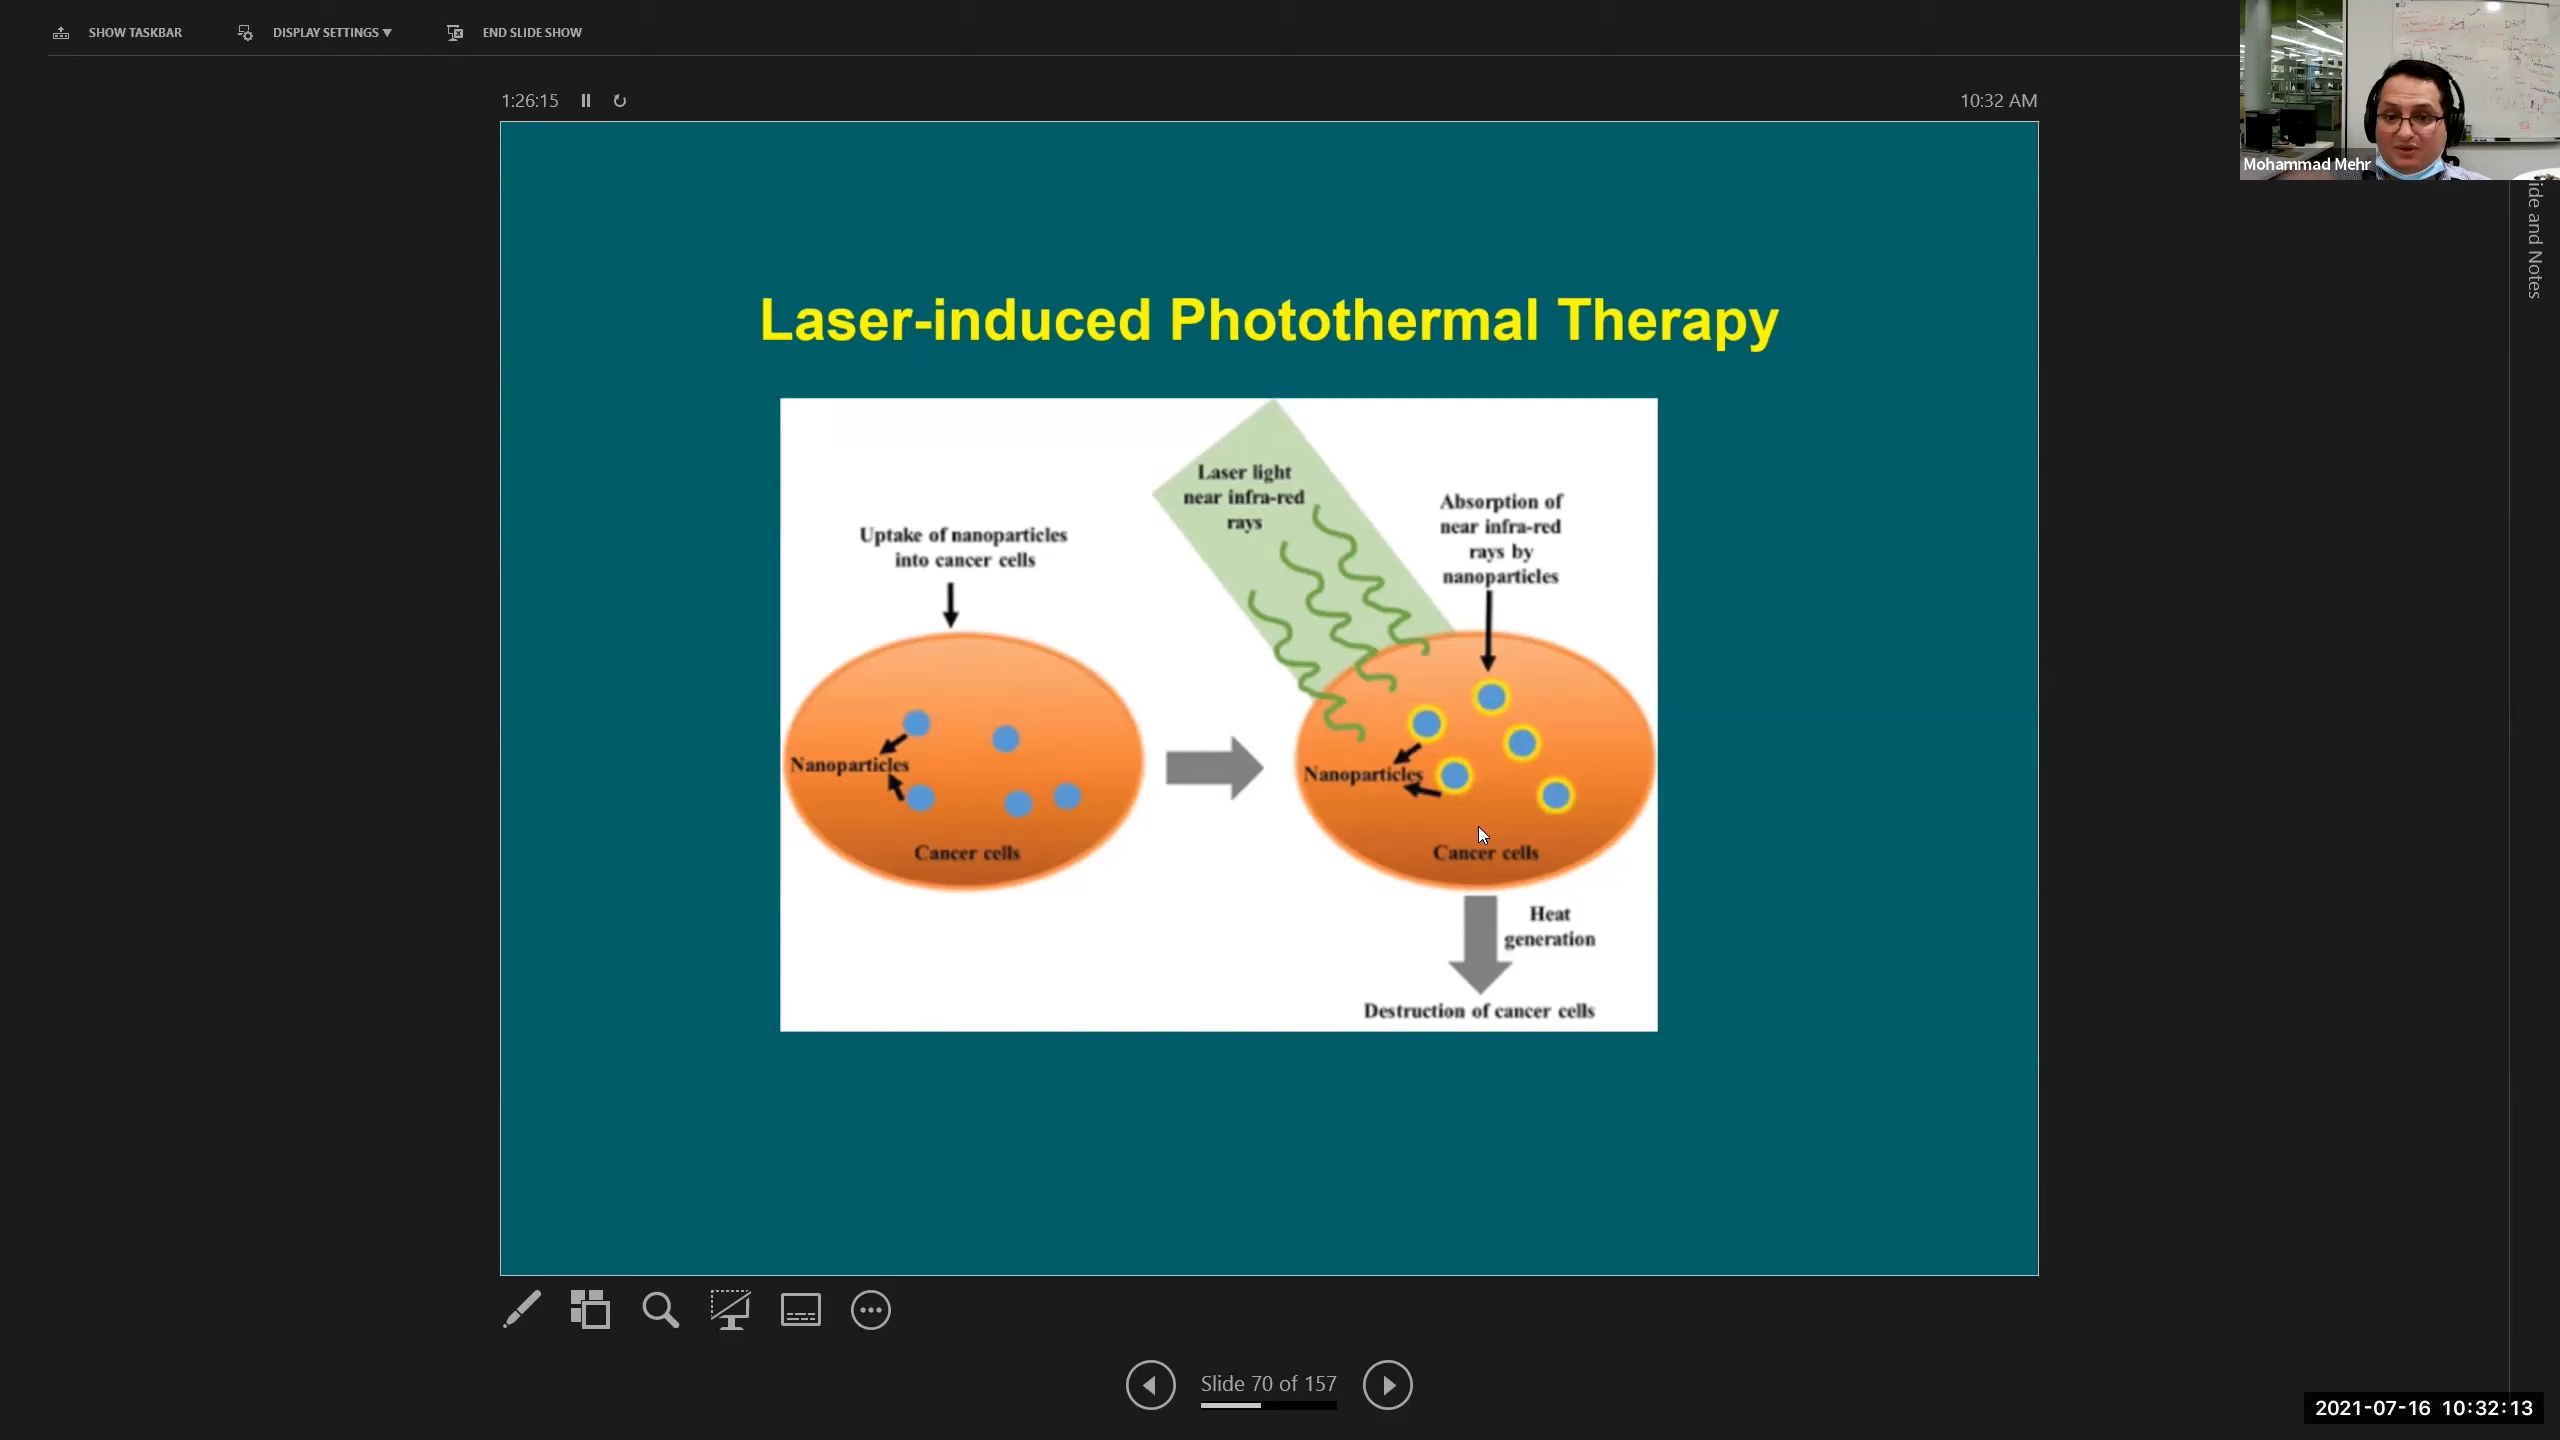 SHOW TASKBAR
DISPLAY SETTINGS ▼
END SLIDE SHOW
1:26:15
10:32 AM
Mohammad Mehr
ide and Notes
Laser-induced Photothermal Therapy
Laser light
near infra-red
rays
Absorption of
near infra-red
rays by
nanoparticles
Uptake of nanoparticles
into cancer cells
Nanoparticles
Cancer cells
Nanoparticles
Cancer cells
Heat
generation
Destruction of cancer cells
Slide 70 of 157
2021-07-16 10:32:13